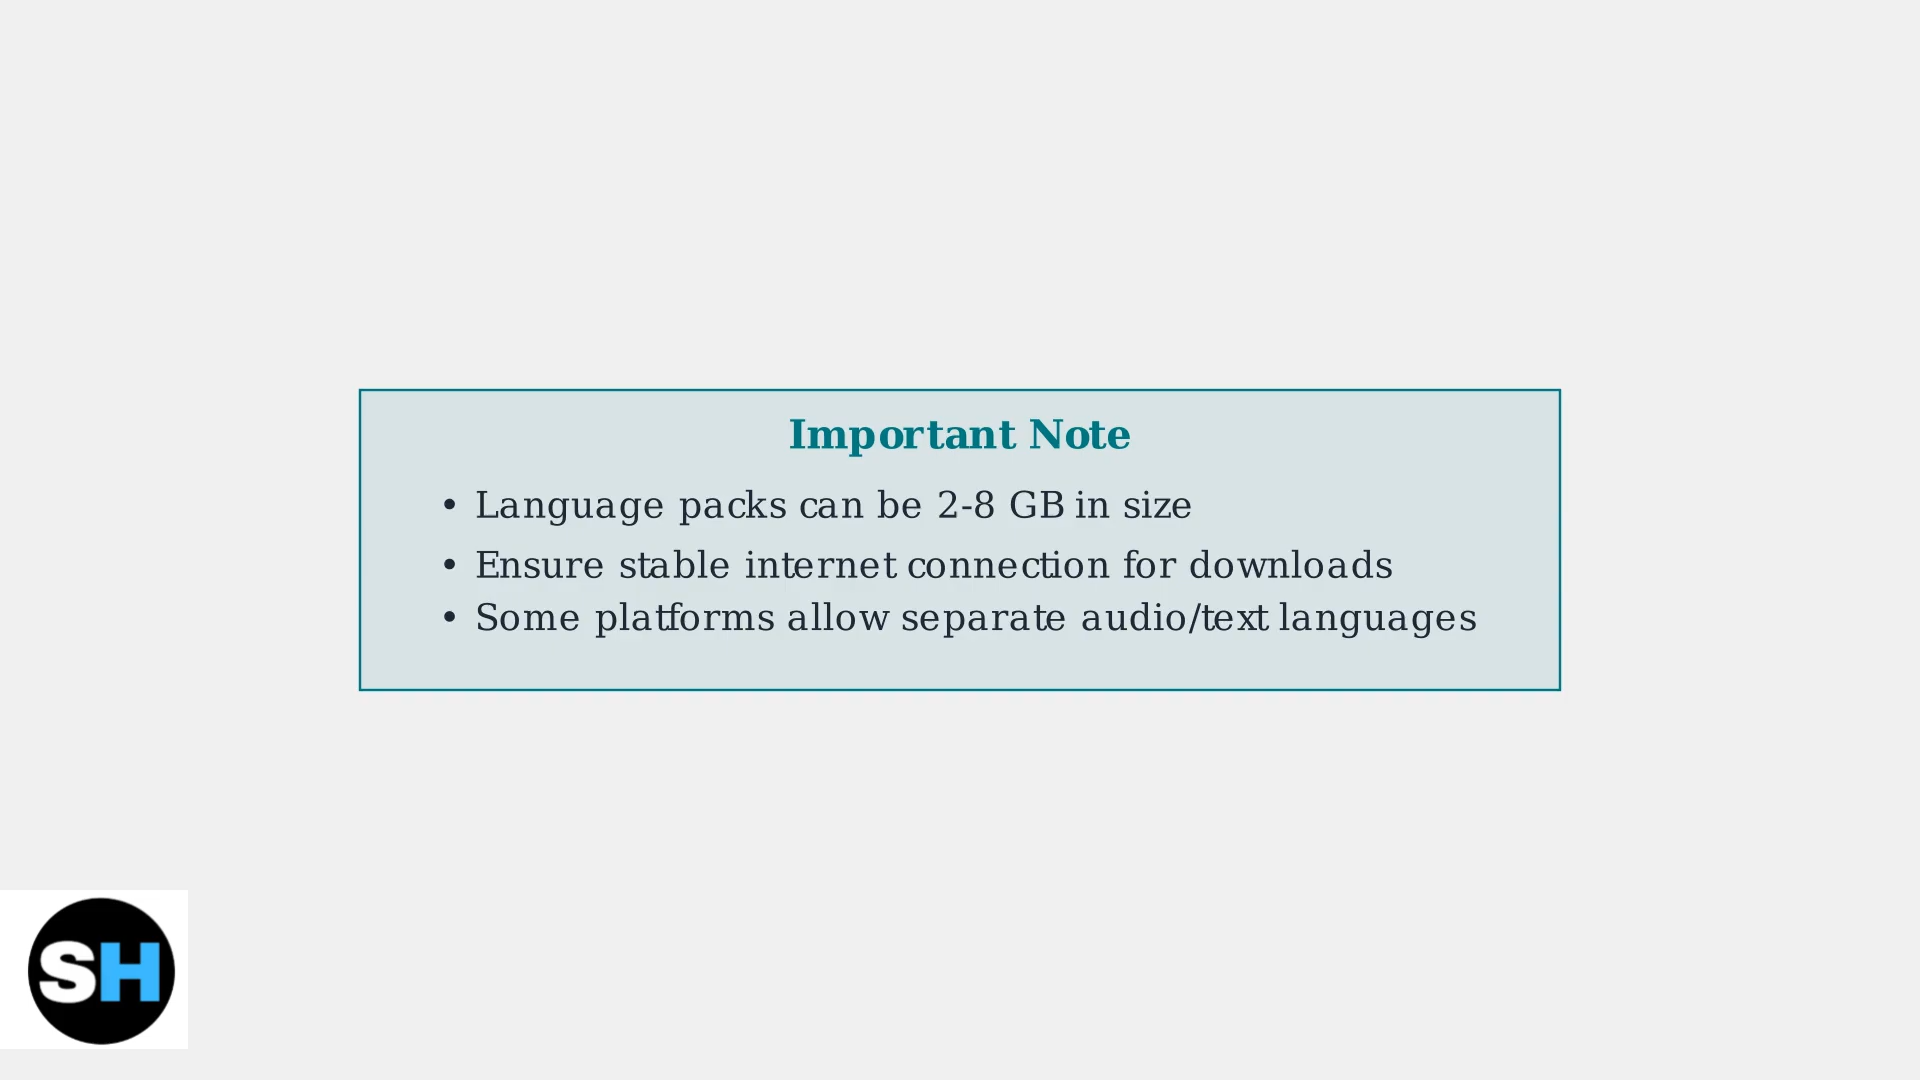 Important Note
• Language packs can be 2-8 GB in size
• Ensure stable internet connection for downloads
• Some platforms allow separate audio/text languages
SH